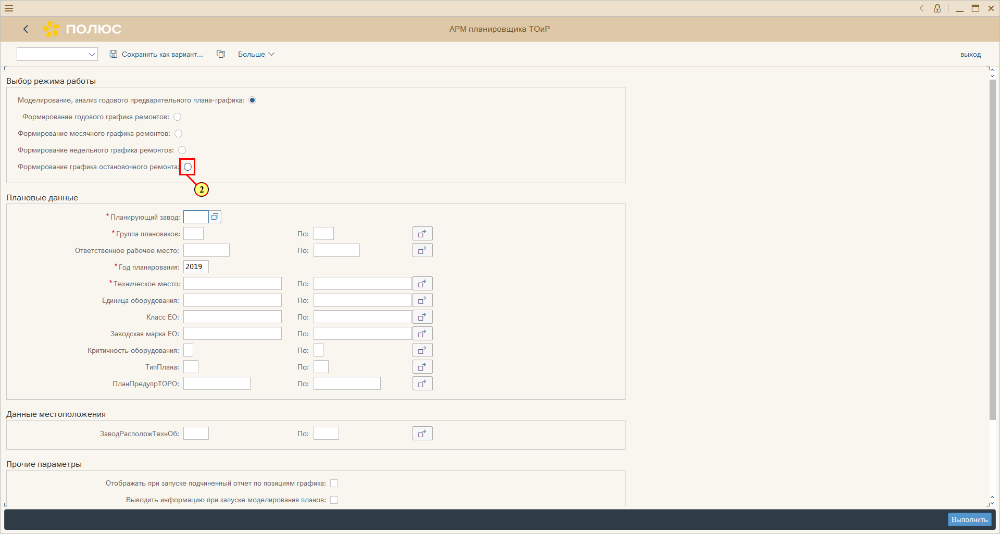 ПОЛЮС
АРМ планировщика ТОиР
Сохранить как вариант...
Больше
выход
Выбор режима работы
Моделирование, анализ годового предварительного плана-графика:
Формирование годового графика ремонтов:
Формирование месячного графика ремонтов:
Формирование недельного графика ремонтов:
Формирование графика остановочного ремонта:
2
Плановые данные
* Планирующий завод:
* Группа плановиков: По:
Ответственное рабочее место: По:
* Год планирования: 2019
* Техническое место: По:
Единица оборудования: По:
Класс ЕО: По:
Заводская марка ЕО: По:
Критичность оборудования: По:
ТипПлана: По:
ПланПредупрТОРО: По:
Данные местоположения
ЗаводРасположТехнОб: По:
Прочие параметры
Отображать при запуске подчиненный отчет по позициям графика:
Выводить информацию при запуске моделирования планов:
Выполнить